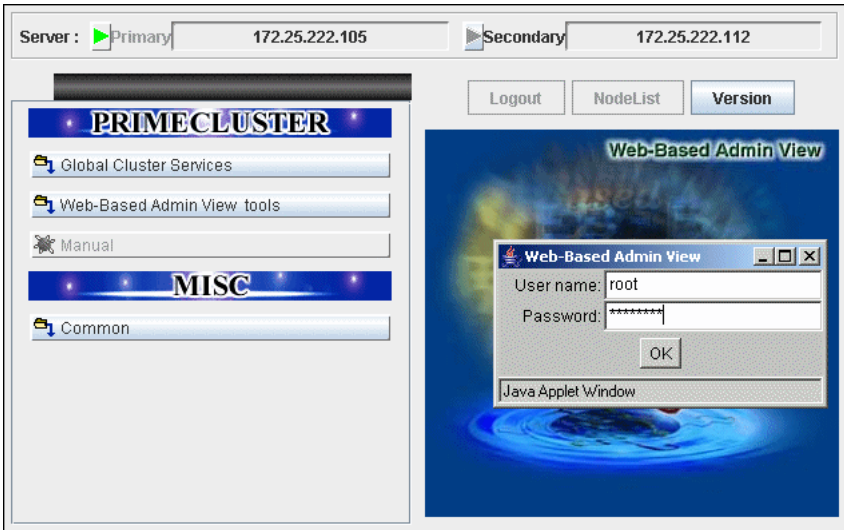 Server : Primary 172.25.222.105 Secondary 172.25.222.112
Logout NodeList Version
PRIMECLUSTER
Global Cluster Services
Web-Based Admin View tools
Manual
MISC
Common
Web-Based Admin View
Web-Based Admin View
User name: root
Password: ********
OK
Java Applet Window